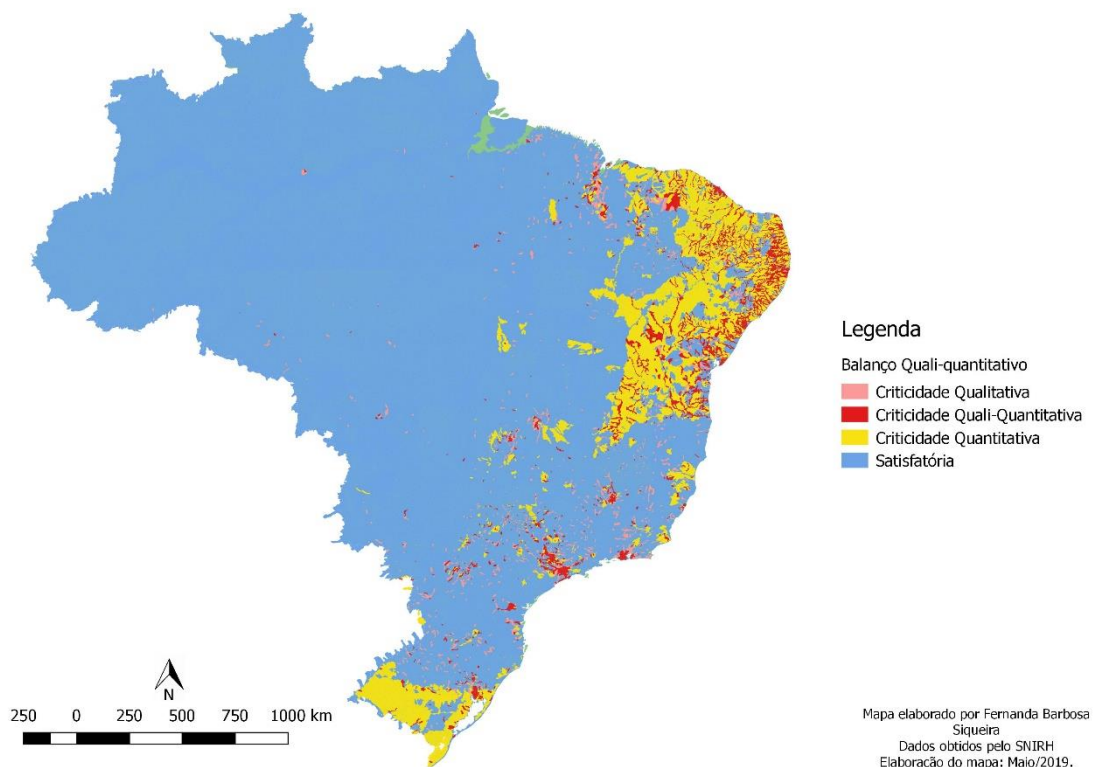 Legenda
Balanço Quali-quantitativo
Criticidade Qualitativa
Criticidade Quali-Quantitativa
Criticidade Quantitativa
Satisfatória
N
250 0 250 500 750 1000 km
Mapa elaborado por Fernanda Barbosa
Siqueira
Dados obtidos pelo SNIRH
Elaboração do mapa: Maio/2019.